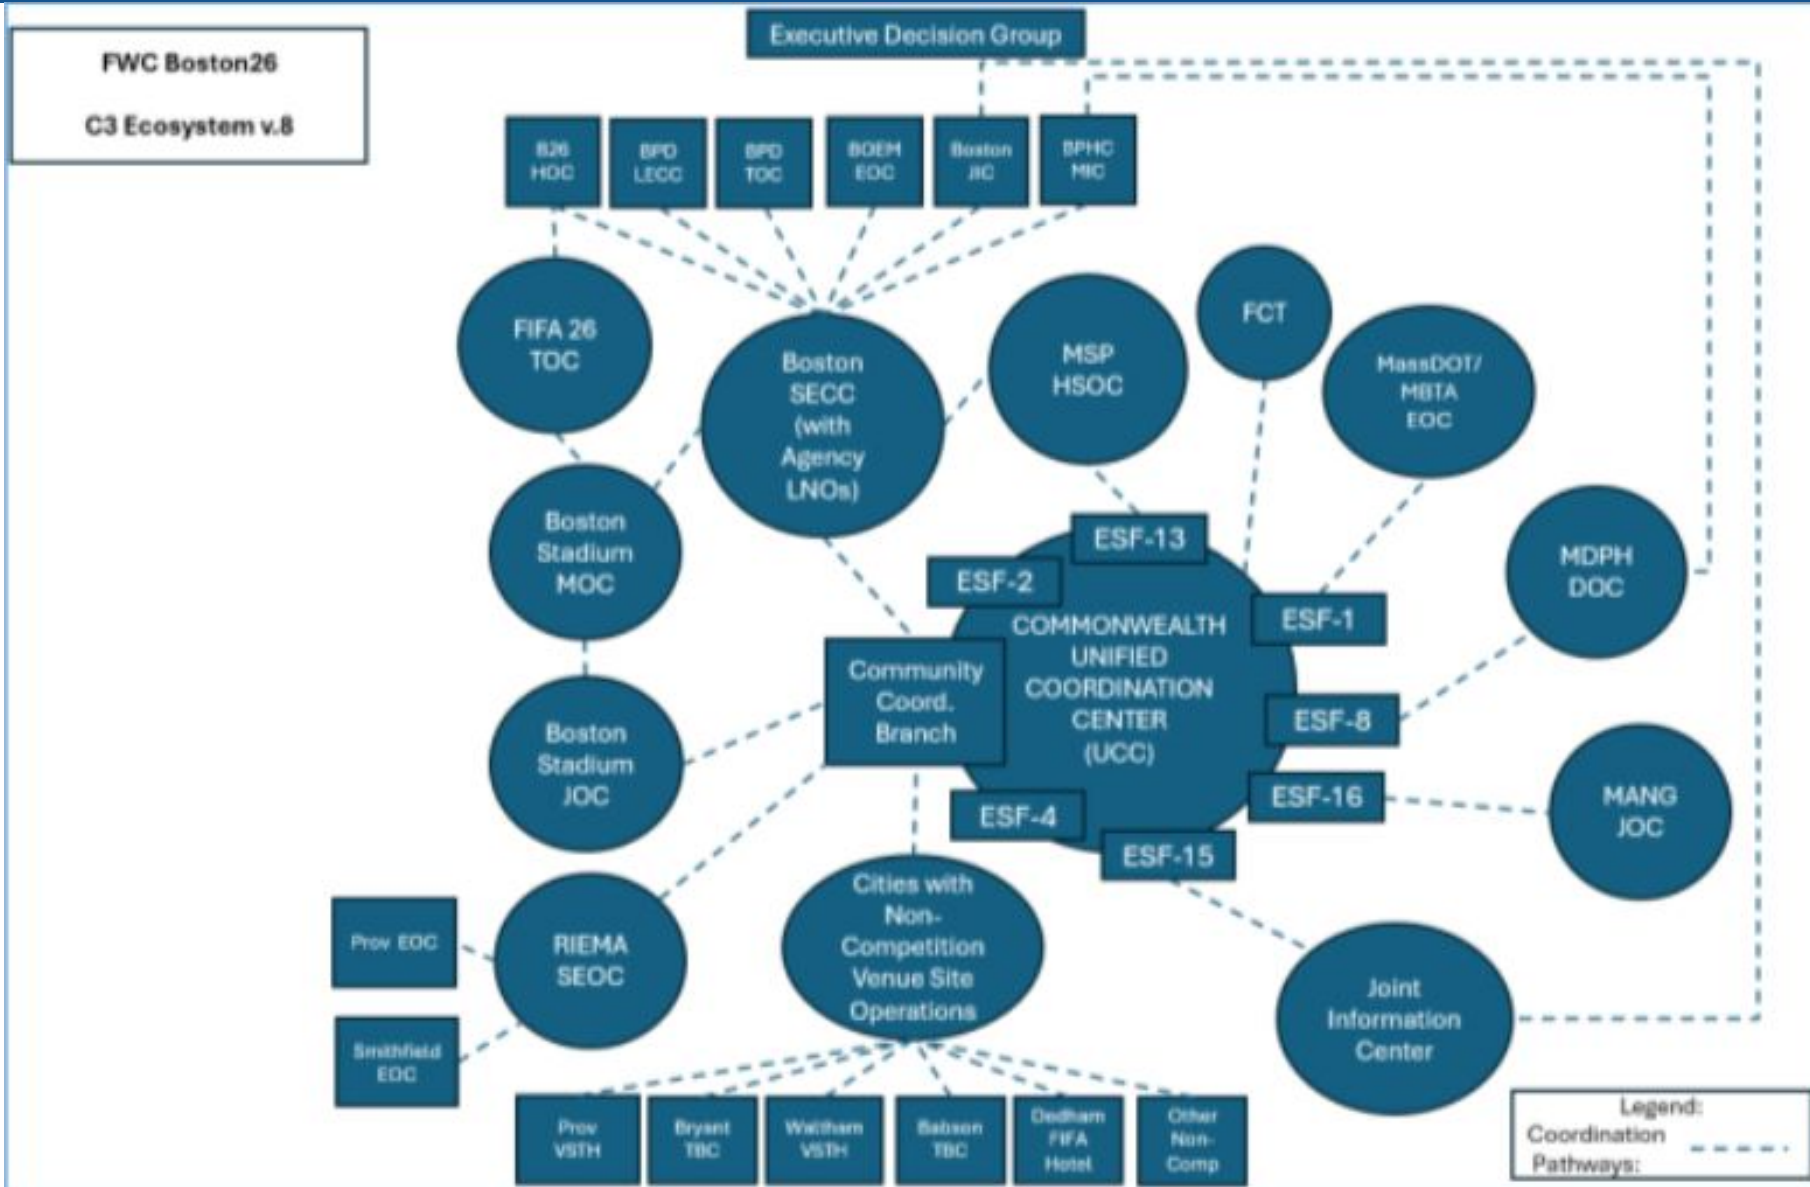 FWC Boston26
C3 Ecosystem v.8
Executive Decision Group
B26
HOC
BPD
LECC
BPD
TOC
BOEM
EOC
Boston
JIC
BPHC
MIC
FIFA 26
TOC
Boston
SECC
(with
Agency
LNOs)
MSP
HSOC
FCT
MassDOT/
MBTA
EOC
Boston
Stadium
MOC
MDPH
DOC
ESF-13
ESF-2
ESF-1
COMMONWEALTH
UNIFIED
COORDINATION
CENTER
(UCC)
Community
Coord.
Branch
ESF-8
ESF-16
ESF-4
ESF-15
Boston
Stadium
JOC
MANG
JOC
Prov EOC
RIEMA
SEOC
Smithfield
EOC
Cities with
Non-
Competition
Venue Site
Operations
Joint
Information
Center
Prov
VSTH
Bryant
TBC
Waltham
VSTH
Babson
TBC
Dedham
FIFA
Hotel
Other
Non-
Comp
Legend:
Coordination
Pathways: